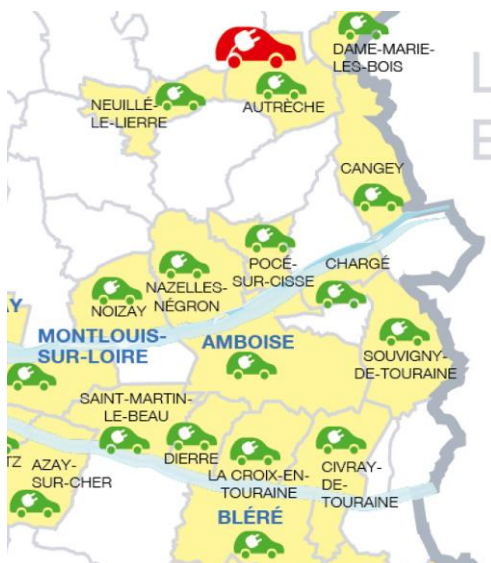 DAME-MARIE-
LES-BOIS
L
E
NEUILLÉ-
LE-LIERRE
AUTRÈCHE
CANGEY
POCÉ-
SUR-CISSE
CHARGÉ
NAZELLES-
NÉGRON
NOIZAY
AY
MONTLOUIS-
SUR-LOIRE
AMBOISE
SOUVIGNY-
DE-TOURAINE
SAINT-MARTIN-
LE-BEAU
DIERRE
LA CROIX-EN-
TOURAINE
CIVRAY-
DE-
TOURAINE
TZ
AZAY-
SUR-CHER
BLÉRÉ